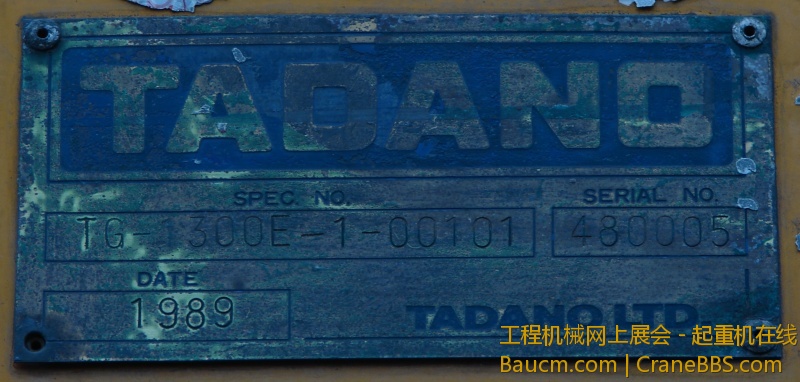 TADANO
SPEC. NO. SERIAL NO.
TG-1300E-1-00101 480005
DATE
1989
TADANO LTD.
工程机械网上展会 - 起重机在线
Baucm.com | CraneBBS.com